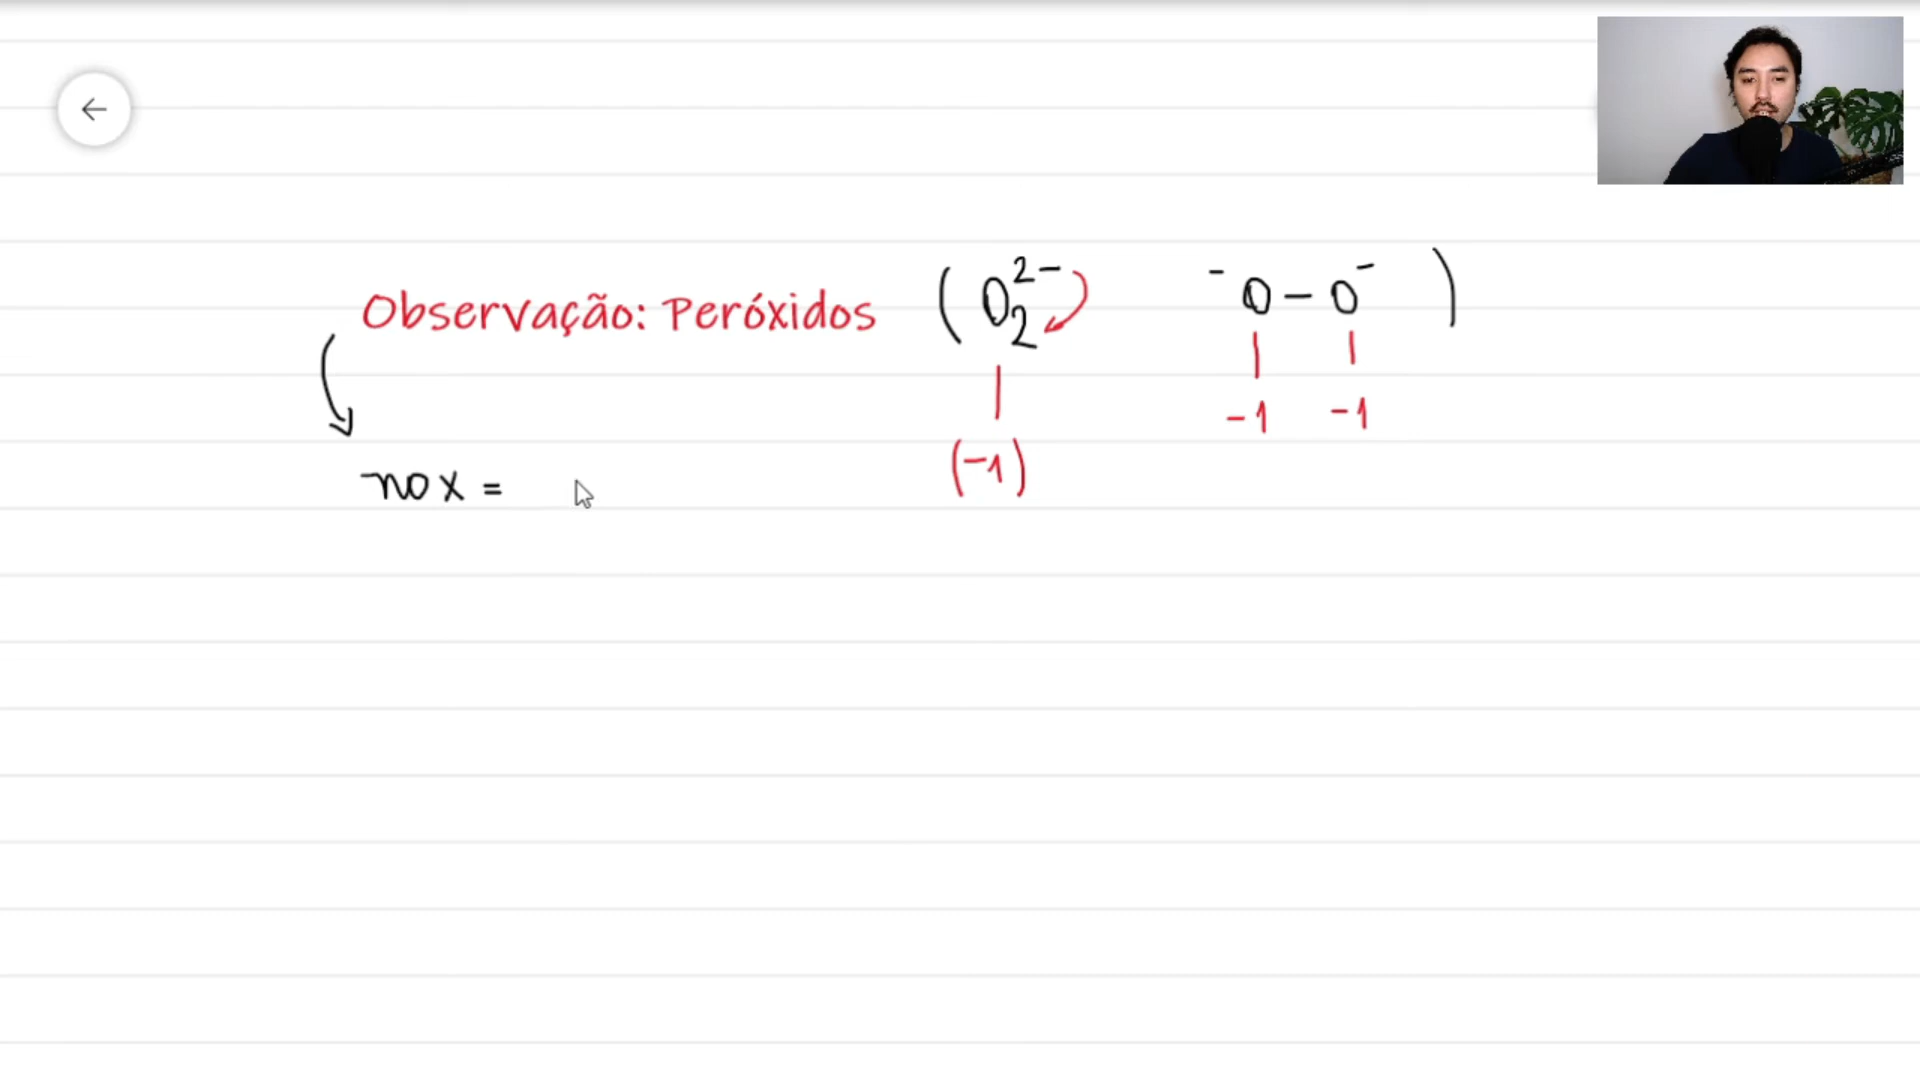 Observação: Peróxidos ( O₂²⁻ ⁻O – O⁻ )
-1 -1
(-1)
nox =